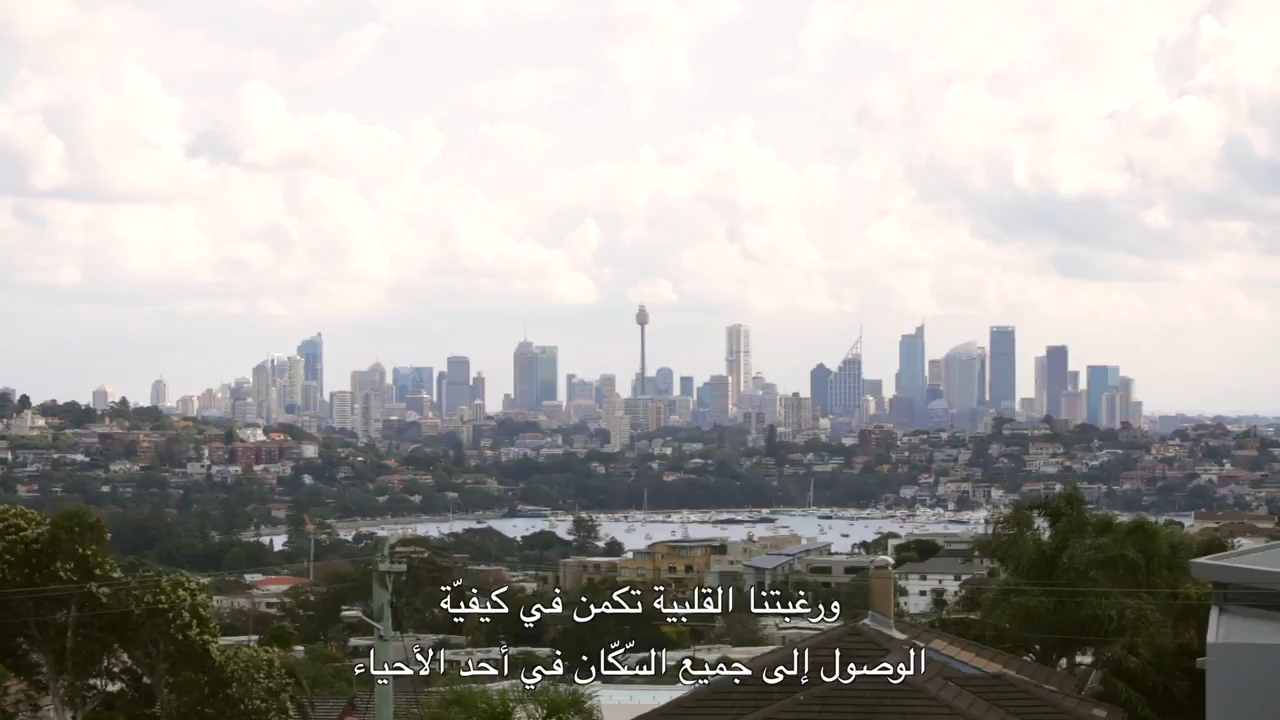 ورغبتنا القلبية تكمن في كيفيّة
الوصول إلى جميع السّكّان في أحد الأحياء